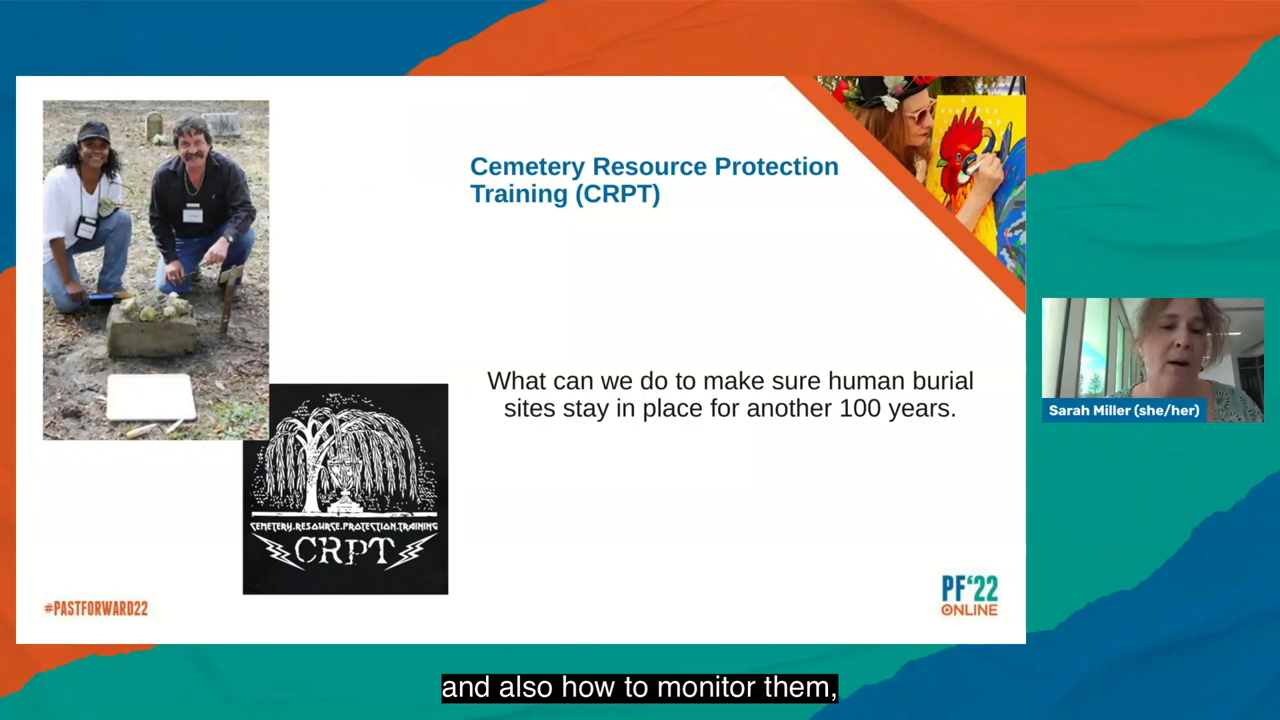 Cemetery Resource Protection
Training (CRPT)
What can we do to make sure human burial
sites stay in place for another 100 years.
CEMETERY.RESOURCE.PROTECTION.TRAINING
CRPT
#PASTFORWARD22
PF'22
ONLINE
Sarah Miller (she/her)
and also how to monitor them,